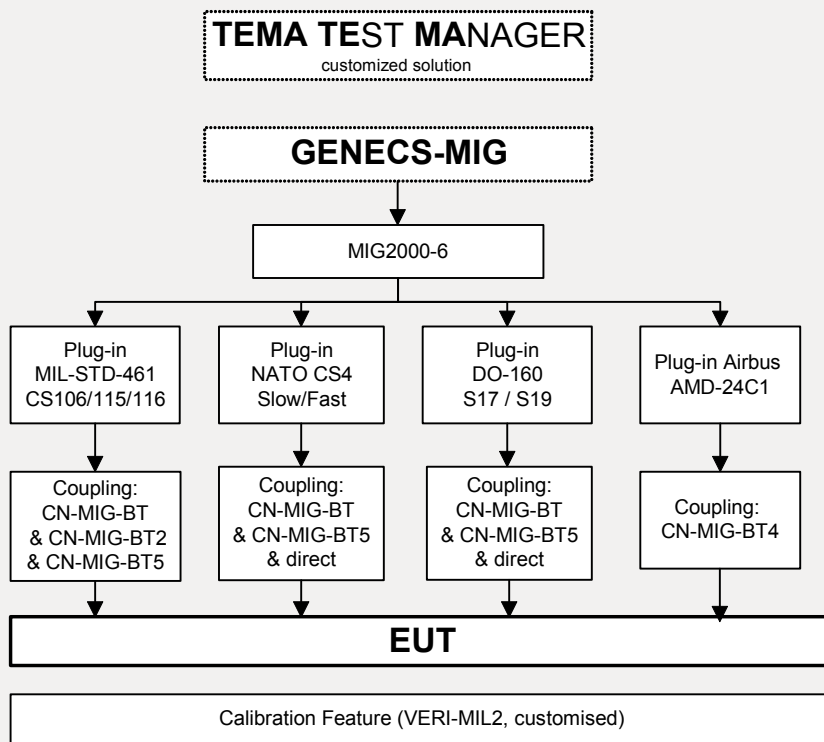 TEMA TEST MANAGER
customized solution
GENECS-MIG
MIG2000-6
Plug-in
MIL-STD-461
CS106/115/116
Plug-in
NATO CS4
Slow/Fast
Plug-in
DO-160
S17 / S19
Plug-in Airbus
AMD-24C1
Coupling:
CN-MIG-BT
& CN-MIG-BT2
& CN-MIG-BT5
Coupling:
CN-MIG-BT
& CN-MIG-BT5
& direct
Coupling:
CN-MIG-BT
& CN-MIG-BT5
& direct
Coupling:
CN-MIG-BT4
EUT
Calibration Feature (VERI-MIL2, customised)